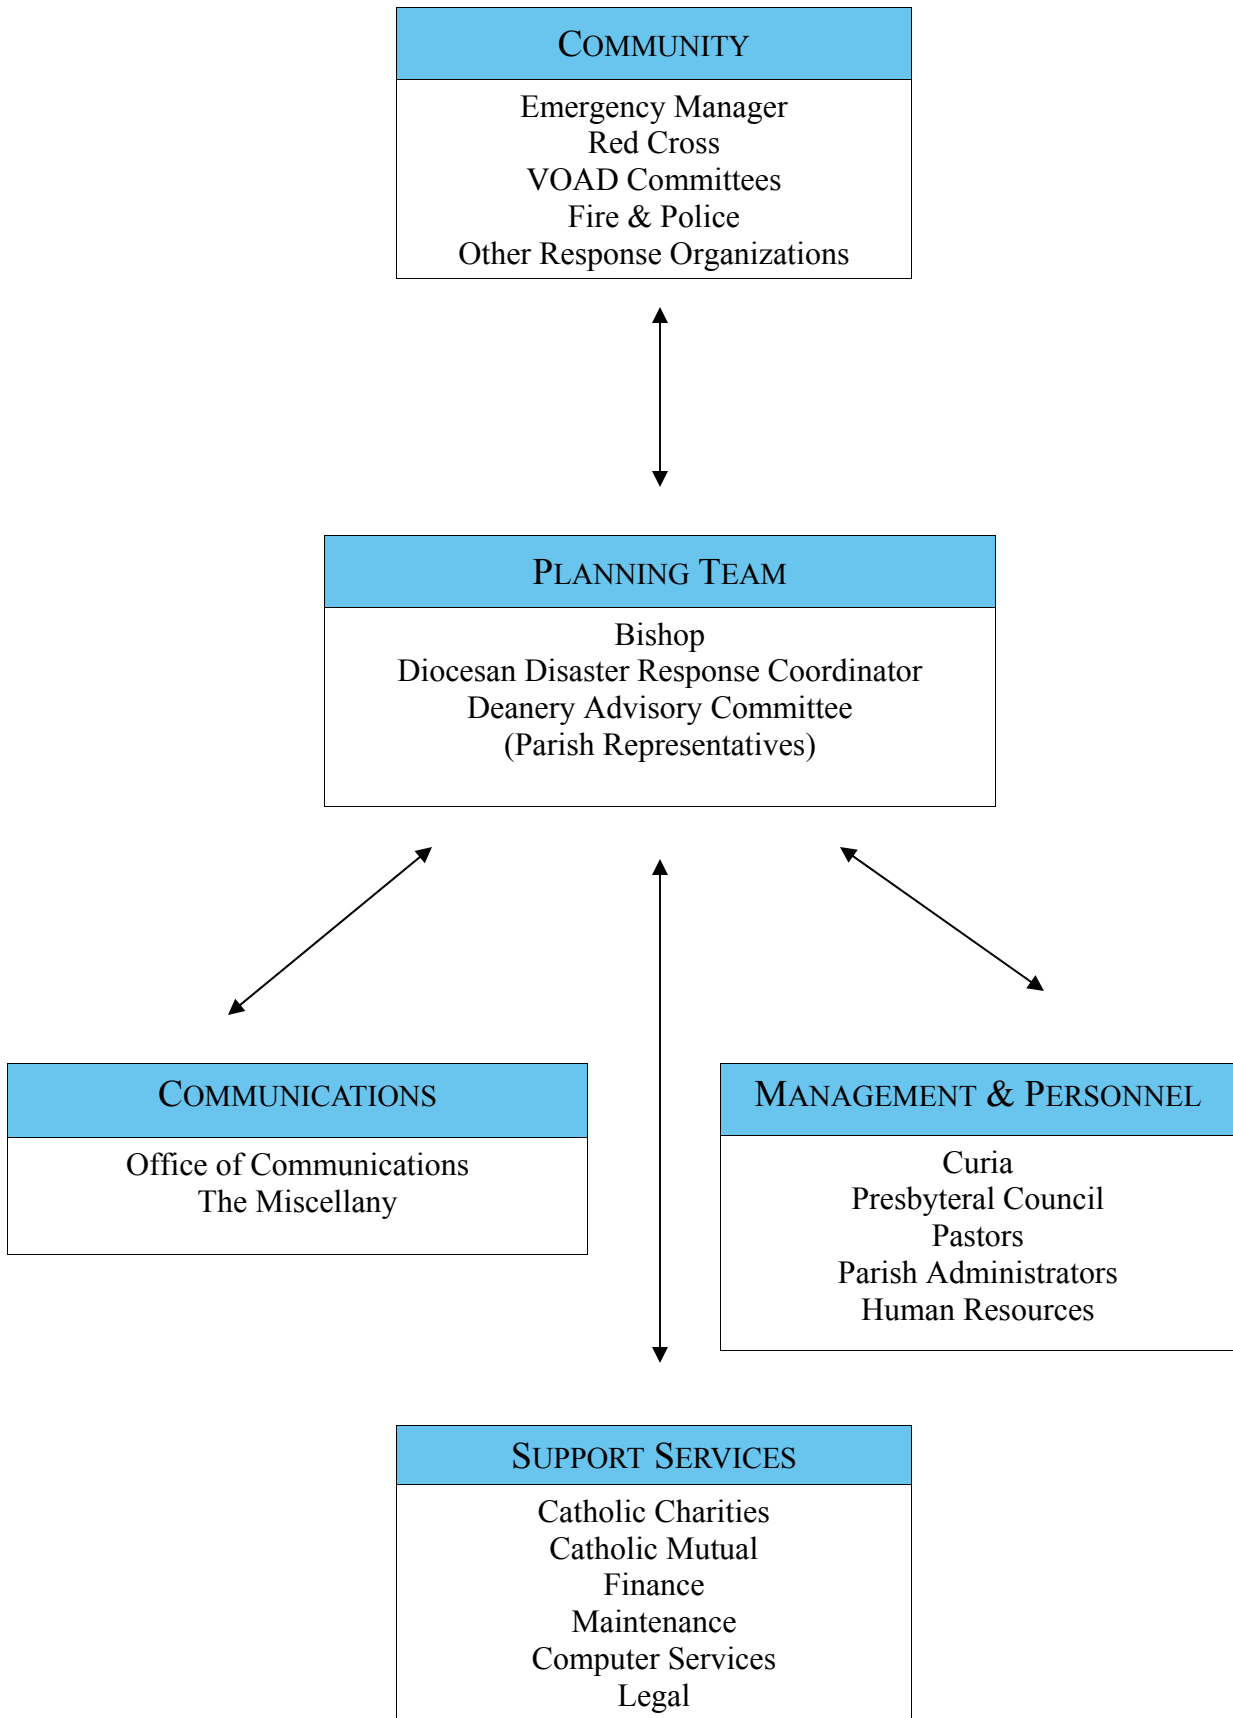 COMMUNITY
Emergency Manager
Red Cross
VOAD Committees
Fire & Police
Other Response Organizations
PLANNING TEAM
Bishop
Diocesan Disaster Response Coordinator
Deanery Advisory Committee
(Parish Representatives)
COMMUNICATIONS
Office of Communications
The Miscellany
MANAGEMENT & PERSONNEL
Curia
Presbyteral Council
Pastors
Parish Administrators
Human Resources
SUPPORT SERVICES
Catholic Charities
Catholic Mutual
Finance
Maintenance
Computer Services
Legal